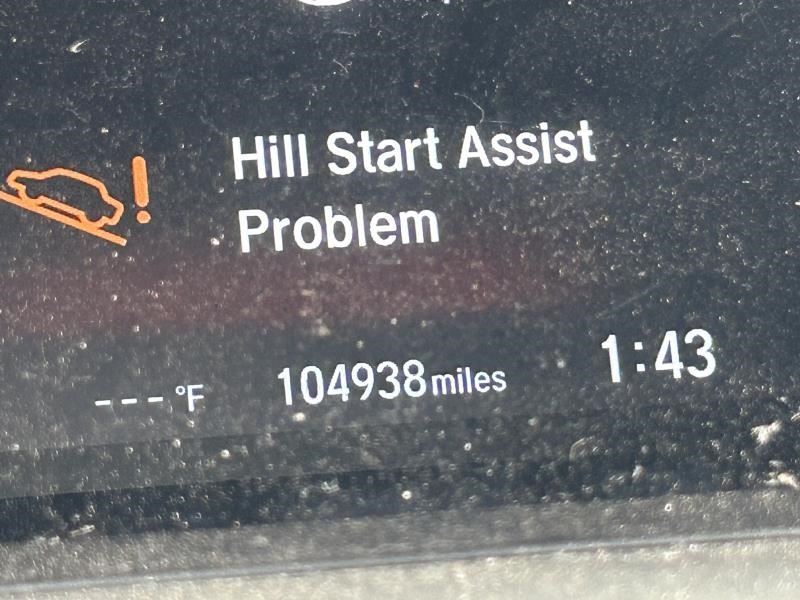 Hill Start Assist
Problem
---°F 104938 miles 1:43